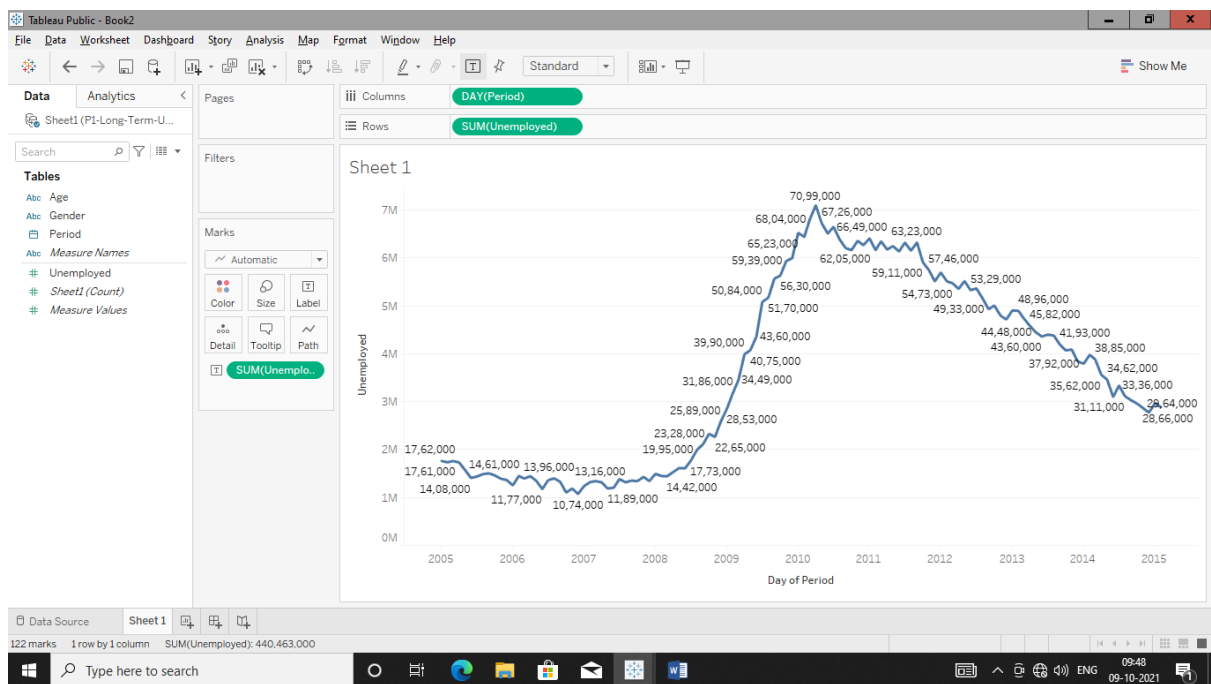 Tableau Public - Book2
File Data Worksheet Dashboard Story Analysis Map Format Window Help
Standard
Show Me
Data Analytics
Sheet1 (P1-Long-Term-U...
Search
Tables
Abc Age
Abc Gender
Period
Abc Measure Names
# Unemployed
# Sheet1 (Count)
# Measure Values
Pages
Filters
Marks
Automatic
Color Size Label
Detail Tooltip Path
SUM(Unemplo..
Columns DAY(Period)
Rows SUM(Unemployed)
Sheet 1
Unemployed
7M
6M
5M
4M
3M
2M
1M
0M
70,99,000
67,26,000
68,04,000
66,49,000
63,23,000
65,23,000
62,05,000
57,46,000
59,39,000
59,11,000
53,29,000
56,30,000
50,84,000
54,73,000
48,96,000
51,70,000
49,33,000
45,82,000
44,48,000
41,93,000
43,60,000
39,90,000
43,60,000
38,85,000
40,75,000
37,92,000
34,62,000
31,86,000
34,49,000
35,62,000
33,36,000
25,89,000
28,53,000
31,11,000
29,64,000
28,66,000
23,28,000
22,65,000
19,95,000
17,62,000
17,61,000
14,61,000
13,96,000
13,16,000
17,73,000
14,08,000
14,42,000
11,77,000
10,74,000
11,89,000
2005 2006 2007 2008 2009 2010 2011 2012 2013 2014 2015
Day of Period
Data Source Sheet 1
122 marks 1 row by 1 column SUM(Unemployed): 440,463,000
Type here to search
ENG
09:48
09-10-2021
1